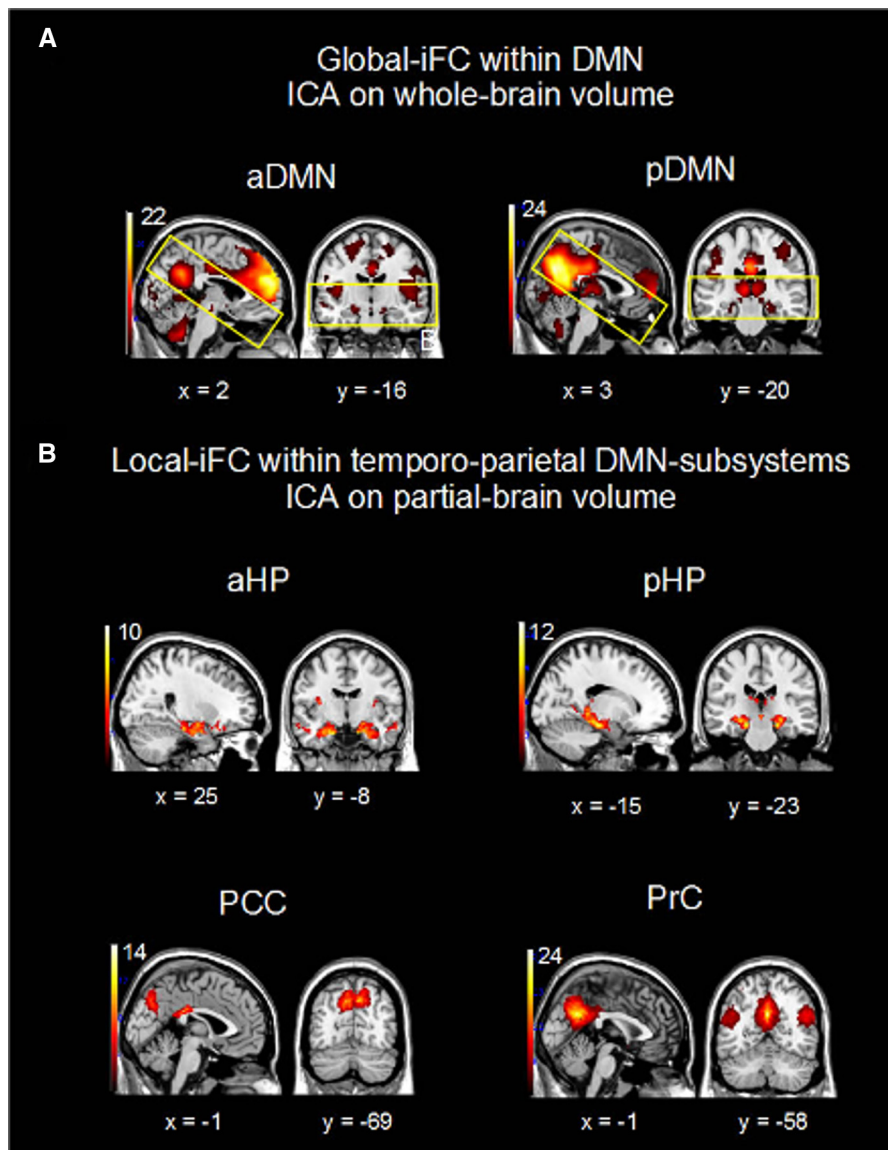 A
Global-iFC within DMN
ICA on whole-brain volume
aDMN
pDMN
22
24
E
x = 2
y = -16
x = 3
y = -20
B
Local-iFC within temporo-parietal DMN-subsystems
ICA on partial-brain volume
aHP
pHP
10
12
x = 25
y = -8
x = -15
y = -23
PCC
PrC
14
24
x = -1
y = -69
x = -1
y = -58